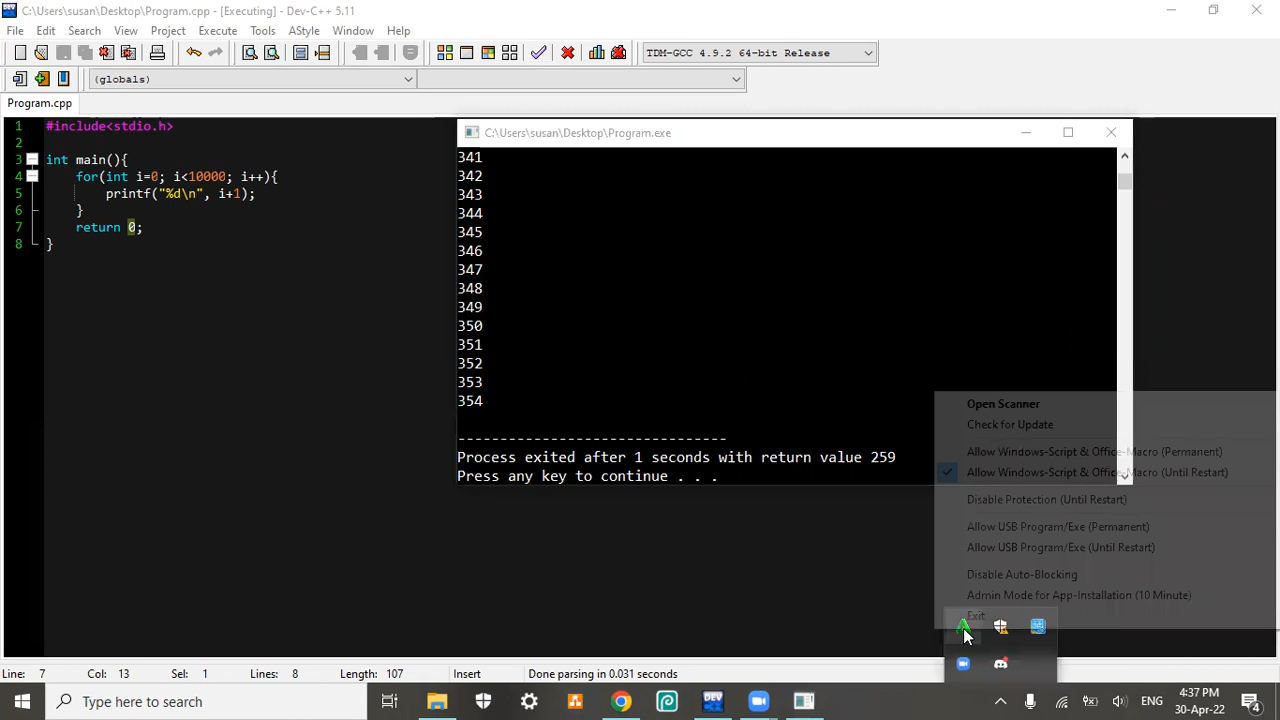 C:\Users\susan\Desktop\Program.cpp - [Executing] - Dev-C++ 5.11
File Edit Search View Project Execute Tools AStyle Window Help
TDM-GCC 4.9.2 64-bit Release
(globals)
Program.cpp
1 #include<stdio.h>
2
3 int main(){
4 for(int i=0; i<10000; i++){
5 printf("%d\n", i+1);
6 }
7 return 0;
8 }
C:\Users\susan\Desktop\Program.exe
341
342
343
344
345
346
347
348
349
350
351
352
353
354
--------------------------------
Process exited after 1 seconds with return value 259
Press any key to continue . . .
Open Scanner
Check for Update
Allow Windows-Script & Office-Macro (Permanent)
Allow Windows-Script & Office-Macro (Until Restart)
Disable Protection (Until Restart)
Allow USB Program/Exe (Permanent)
Allow USB Program/Exe (Until Restart)
Disable Auto-Blocking
Admin Mode for App-Installation (10 Minute)
Exit
Line: 7 Col: 13 Sel: 1 Lines: 8 Length: 107 Insert Done parsing in 0.031 seconds
Type here to search
DEV
ENG
4:37 PM
30-Apr-22
4